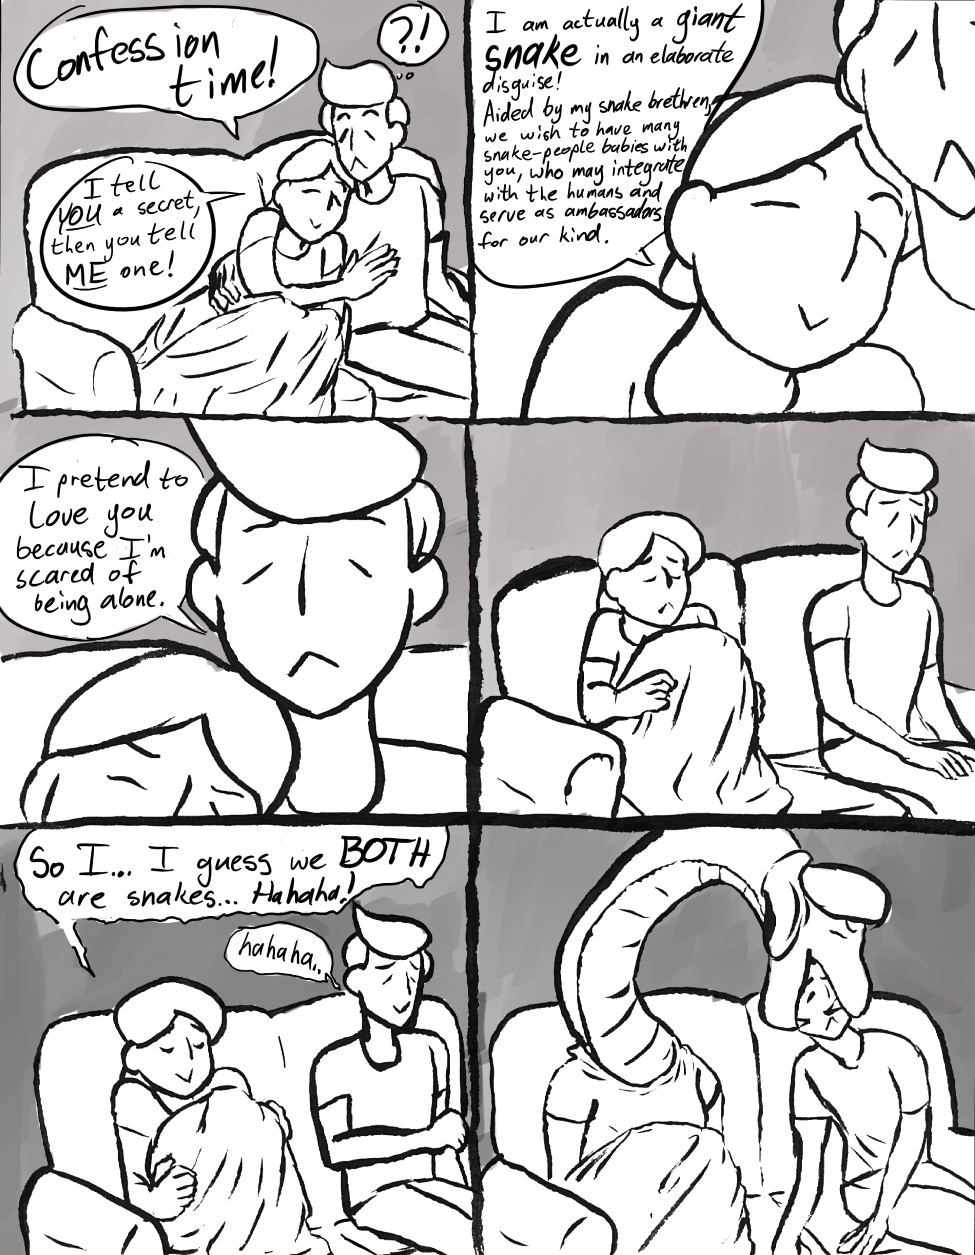 Confession
time!
?!
I tell
YOU a secret,
then you tell
ME one!
I am actually a giant
snake in an elaborate
disguise!
Aided by my snake brethren,
we wish to have many
snake-people babies with
you, who may integrate
with the humans and
serve as ambassadors
for our kind.
I pretend to
love you
because I'm
scared of
being alone.
So I... I guess we BOTH
are snakes... Hahaha!
hahaha..